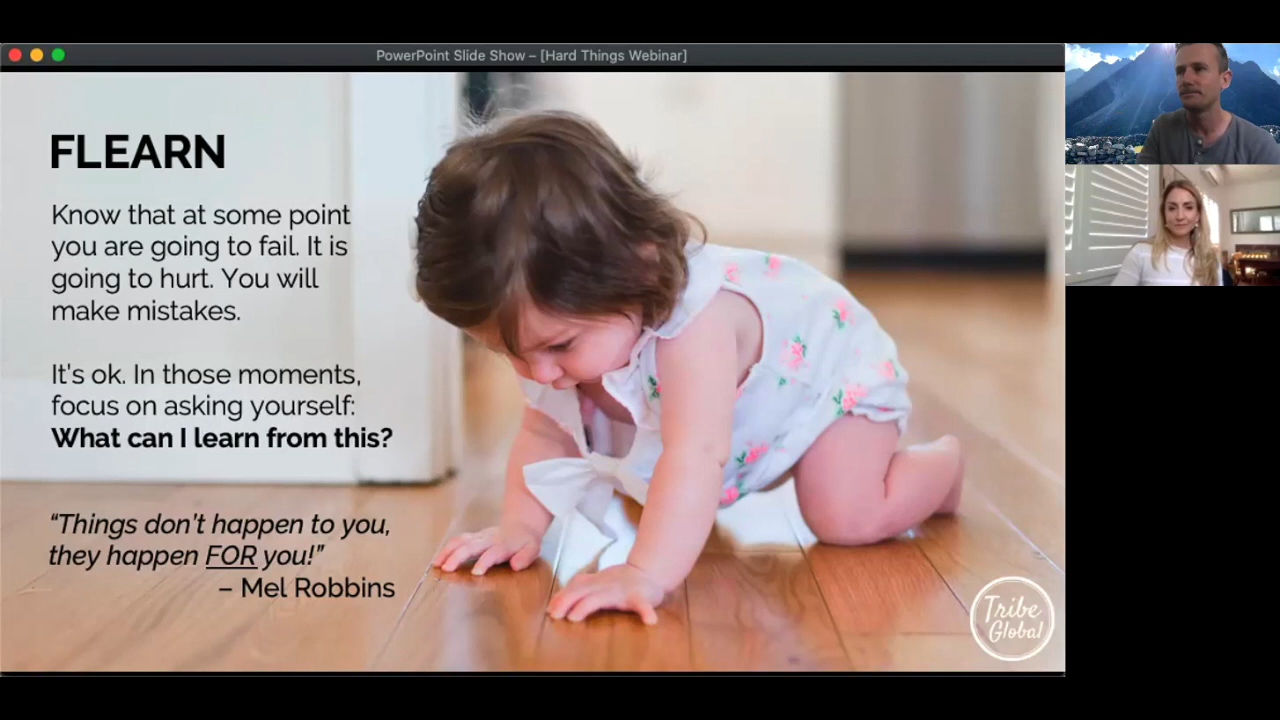 PowerPoint Slide Show – [Hard Things Webinar]
FLEARN
Know that at some point
you are going to fail. It is
going to hurt. You will
make mistakes.
It's ok. In those moments,
focus on asking yourself:
What can I learn from this?
“Things don’t happen to you,
they happen FOR you!”
– Mel Robbins
Tribe
Global